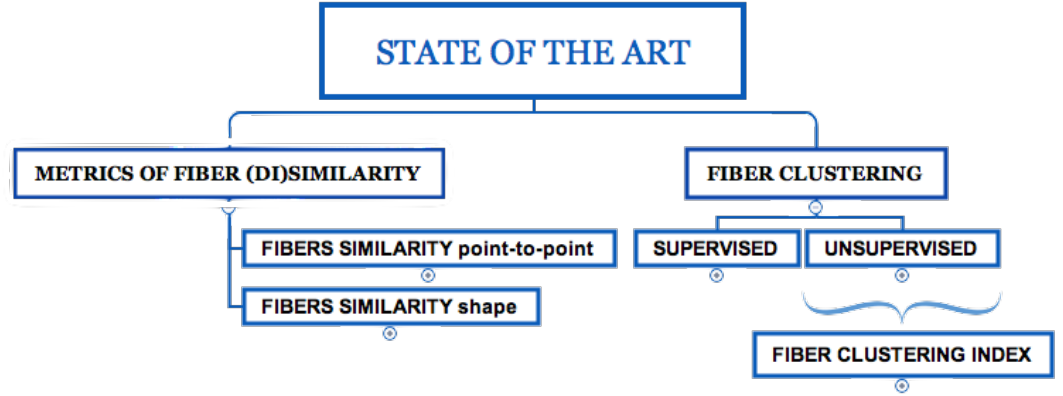 STATE OF THE ART
METRICS OF FIBER (DI)SIMILARITY
FIBER CLUSTERING
FIBERS SIMILARITY point-to-point
SUPERVISED
UNSUPERVISED
FIBERS SIMILARITY shape
FIBER CLUSTERING INDEX